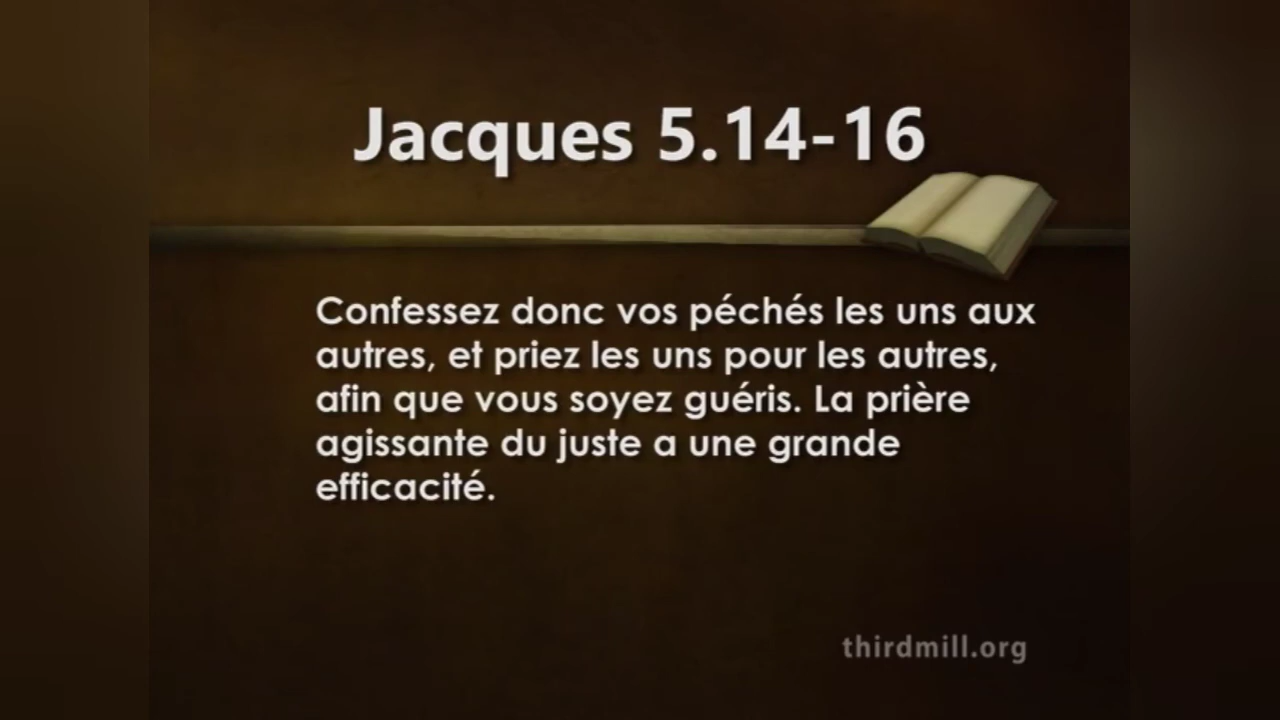 Jacques 5.14-16
Confessez donc vos péchés les uns aux
autres, et priez les uns pour les autres,
afin que vous soyez guéris. La prière
agissante du juste a une grande
efficacité.
thirdmill.org